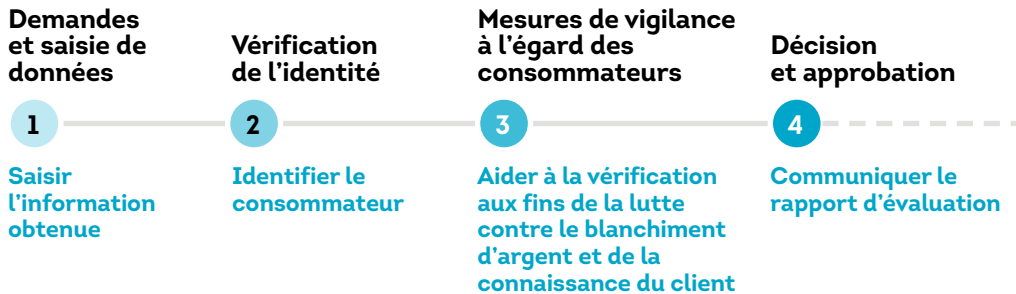 Demandes
et saisie de
données
Vérification
de l'identité
Mesures de vigilance
à l'égard des
consommateurs
Décision
et approbation
1
2
3
4
Saisir
l'information
obtenue
Identifier le
consommateur
Aider à la vérification
aux fins de la lutte
contre le blanchiment
d'argent et de la
connaissance du client
Communiquer le
rapport d'évaluation